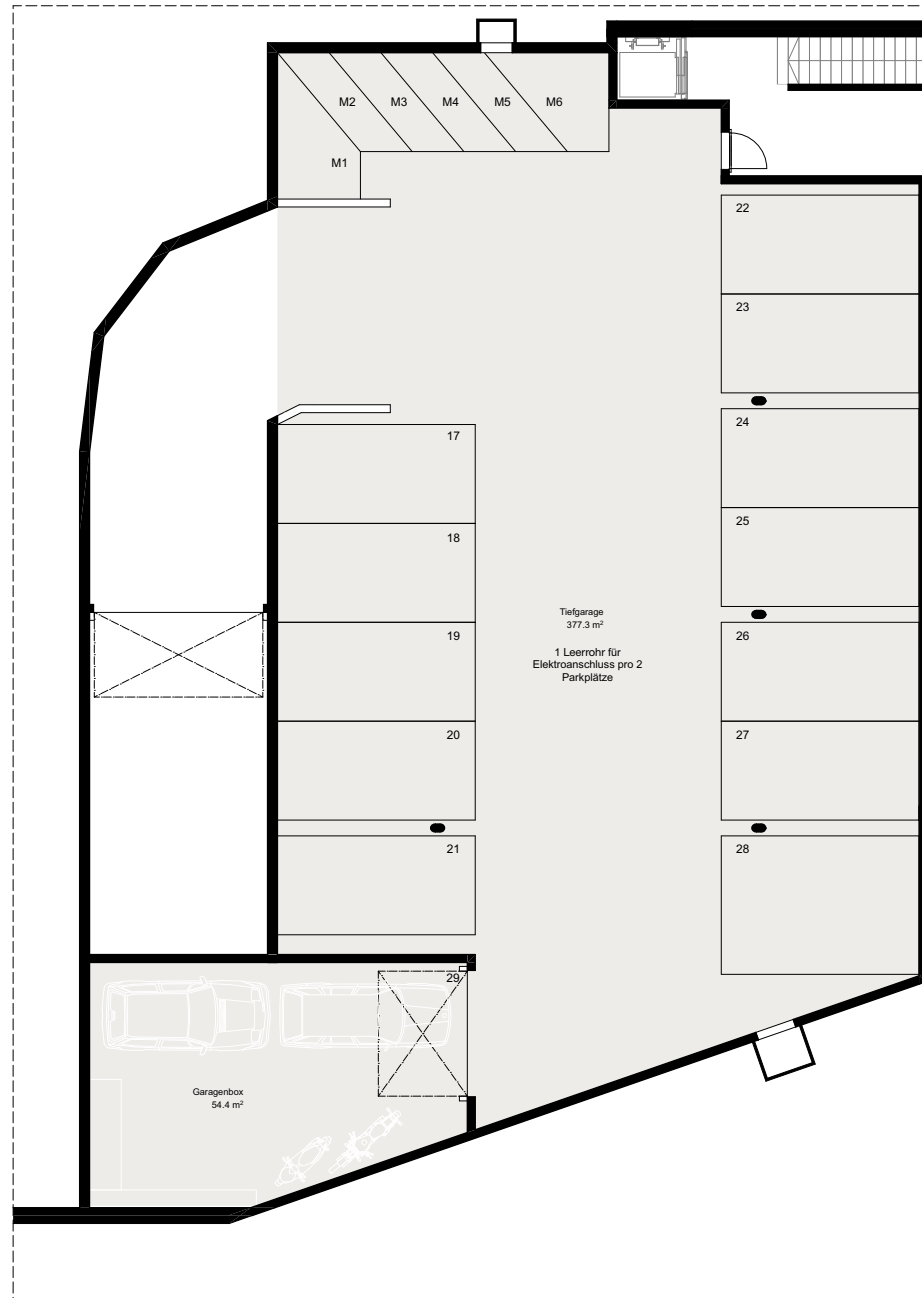 M2
M3
M4
M5
M6
M1
22
23
24
17
25
18
Tiefgarage
377.3 m²
1 Leerrohr für
Elektroanschluss pro 2
Parkplätze
19
26
20
27
21
28
29
Garagenbox
54.4 m²